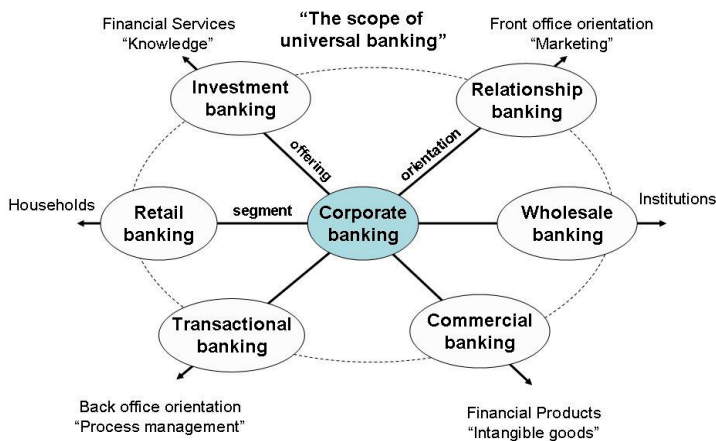 Financial Services
“Knowledge”
“The scope of
universal banking”
Front office orientation
“Marketing”
Investment
banking
Relationship
banking
offering
orientation
Households
Retail
banking
segment
Corporate
banking
Wholesale
banking
Institutions
Transactional
banking
Commercial
banking
Back office orientation
“Process management”
Financial Products
“Intangible goods”